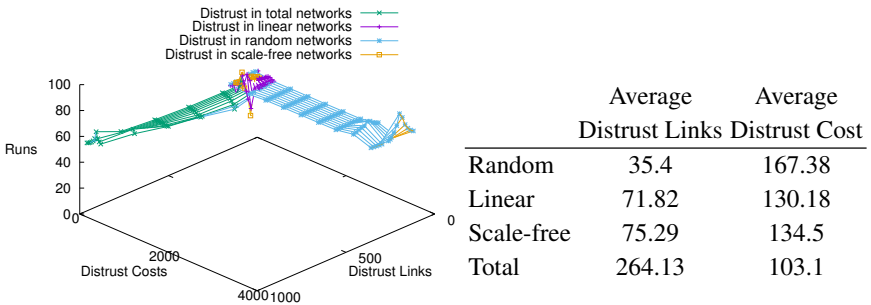 Distrust in total networks
Distrust in linear networks
Distrust in random networks
Distrust in scale-free networks
100
80
60
Runs
40
20
0
0
0
2000
500
Distrust Costs
Distrust Links
4000
1000
Average Average
Distrust Links Distrust Cost
Random 35.4 167.38
Linear 71.82 130.18
Scale-free 75.29 134.5
Total 264.13 103.1